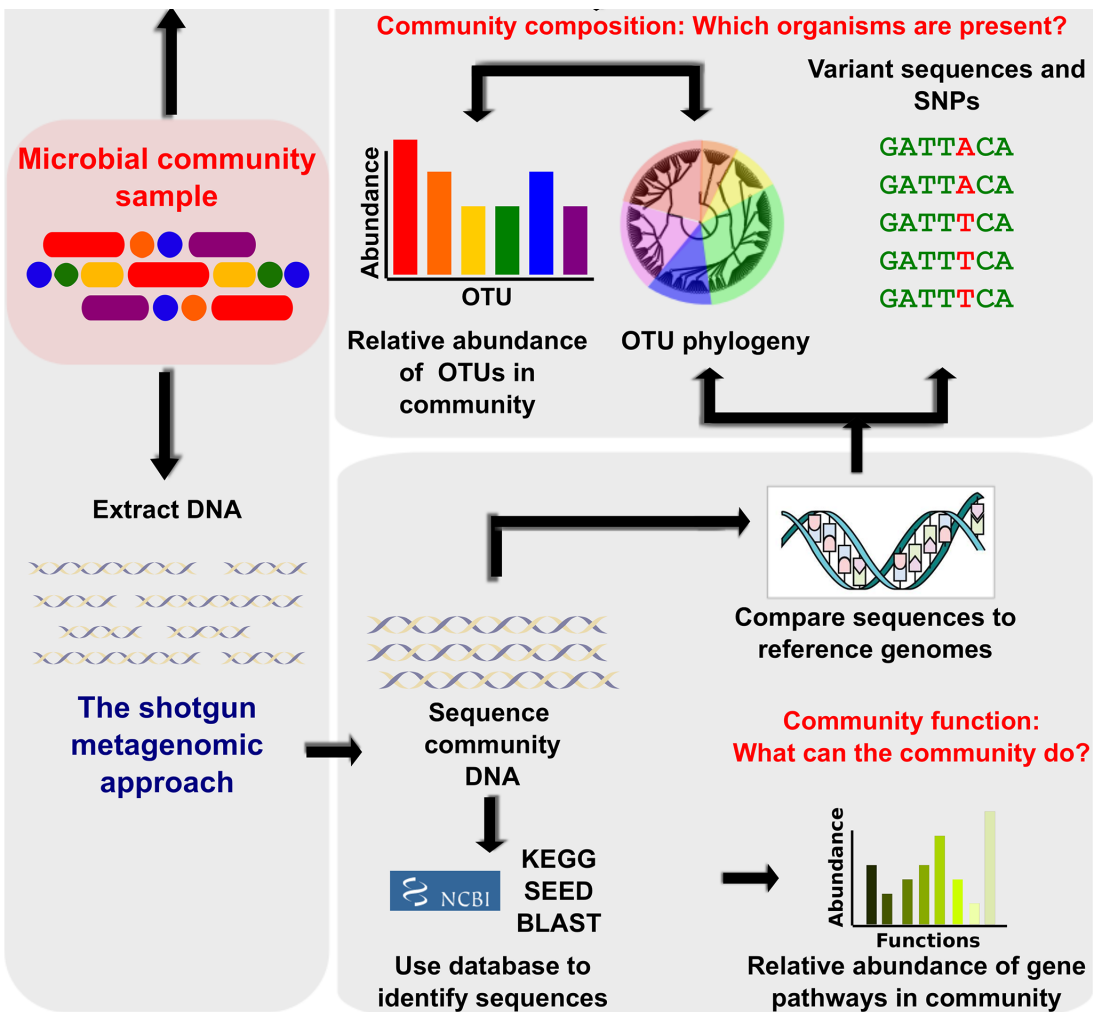 Community composition: Which organisms are present?
Microbial community
sample
Abundance
OTU
Relative abundance
of OTUs in
community
OTU phylogeny
Variant sequences and
SNPs
GATTACA
GATTACA
GATTTCA
GATTTCA
GATTTCA
Extract DNA
The shotgun
metagenomic
approach
Sequence
community
DNA
Compare sequences to
reference genomes
NCBI
KEGG
SEED
BLAST
Use database to
identify sequences
Community function:
What can the community do?
Abundance
Functions
Relative abundance of gene
pathways in community